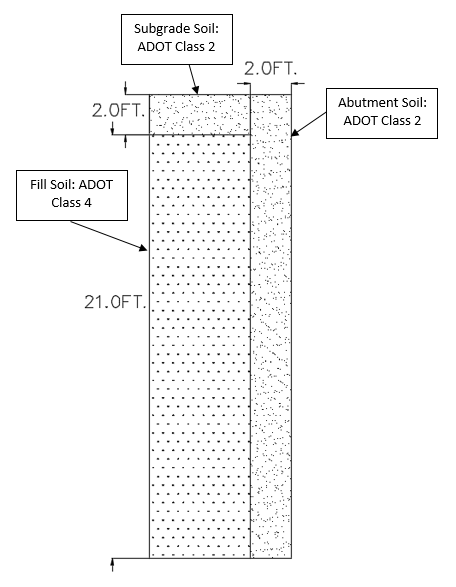 Subgrade Soil:
ADOT Class 2
2.0FT.
2.0FT.
Abutment Soil:
ADOT Class 2
Fill Soil: ADOT
Class 4
21.0FT.